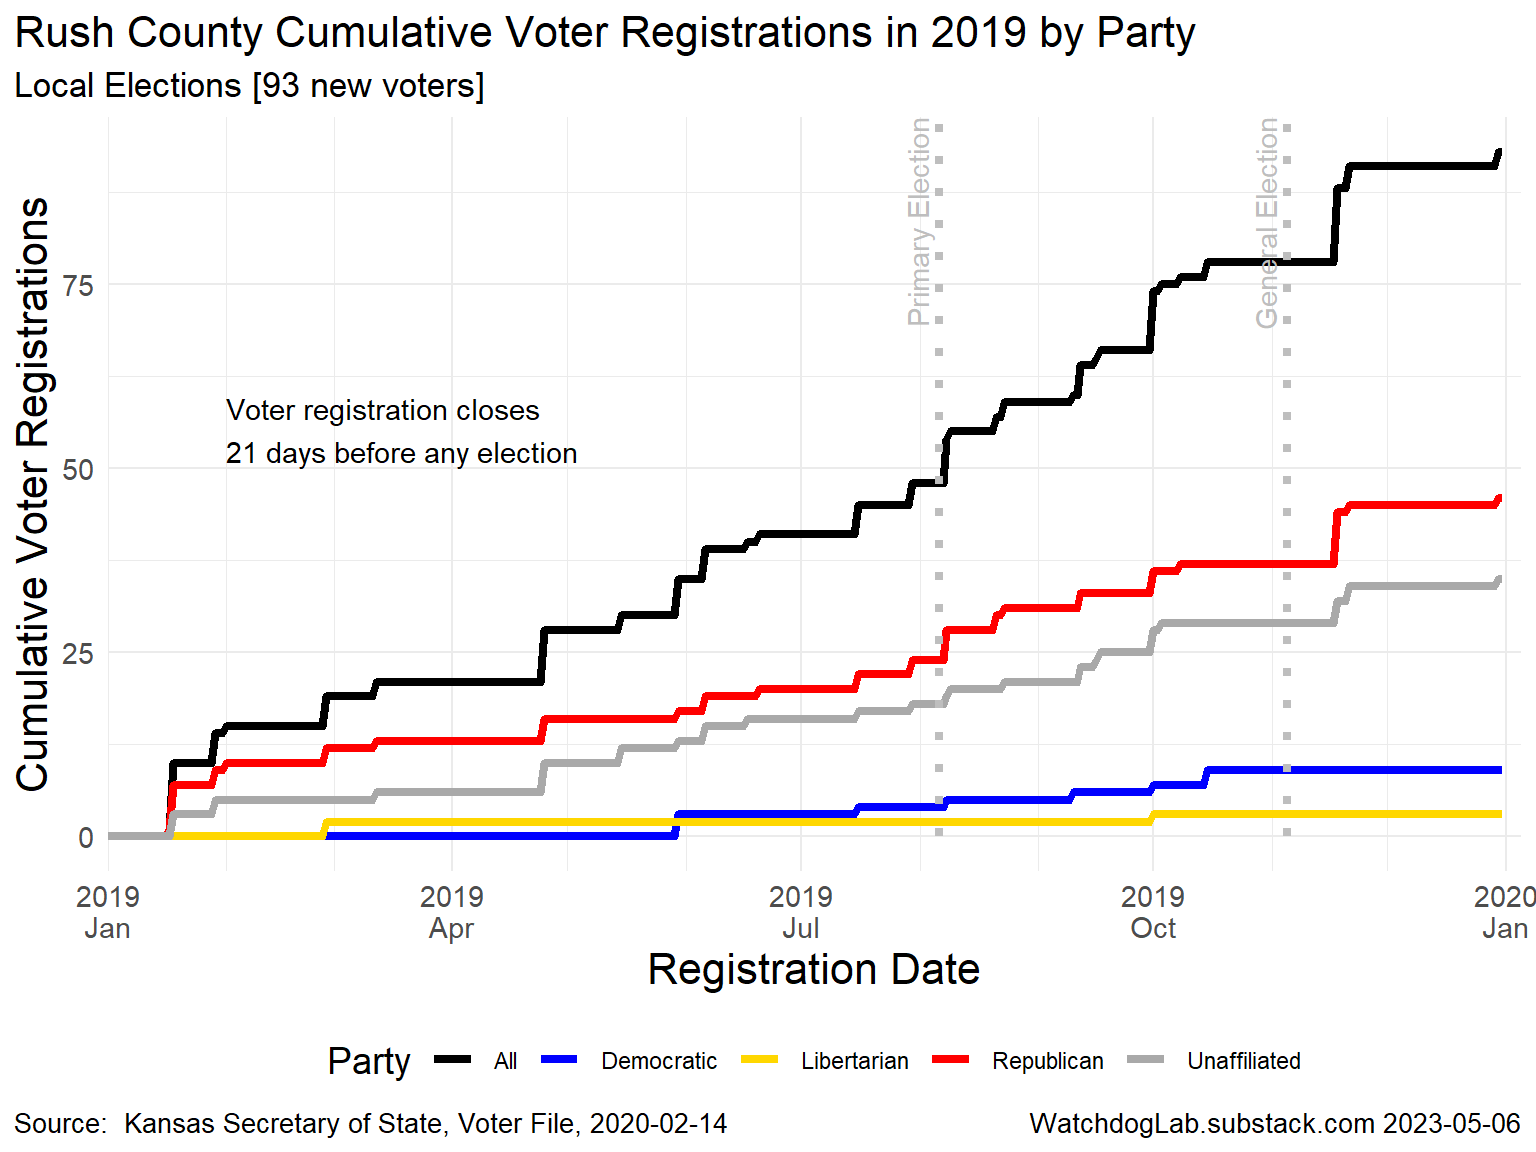 Rush County Cumulative Voter Registrations in 2019 by Party
Local Elections [93 new voters]
Cumulative Voter Registrations
75
50
25
0
Primary Election
General Election
Voter registration closes
21 days before any election
2019
Jan
2019
Apr
2019
Jul
2019
Oct
2020
Jan
Registration Date
Party All Democratic Libertarian Republican Unaffiliated
Source:  Kansas Secretary of State, Voter File, 2020-02-14
WatchdogLab.substack.com 2023-05-06